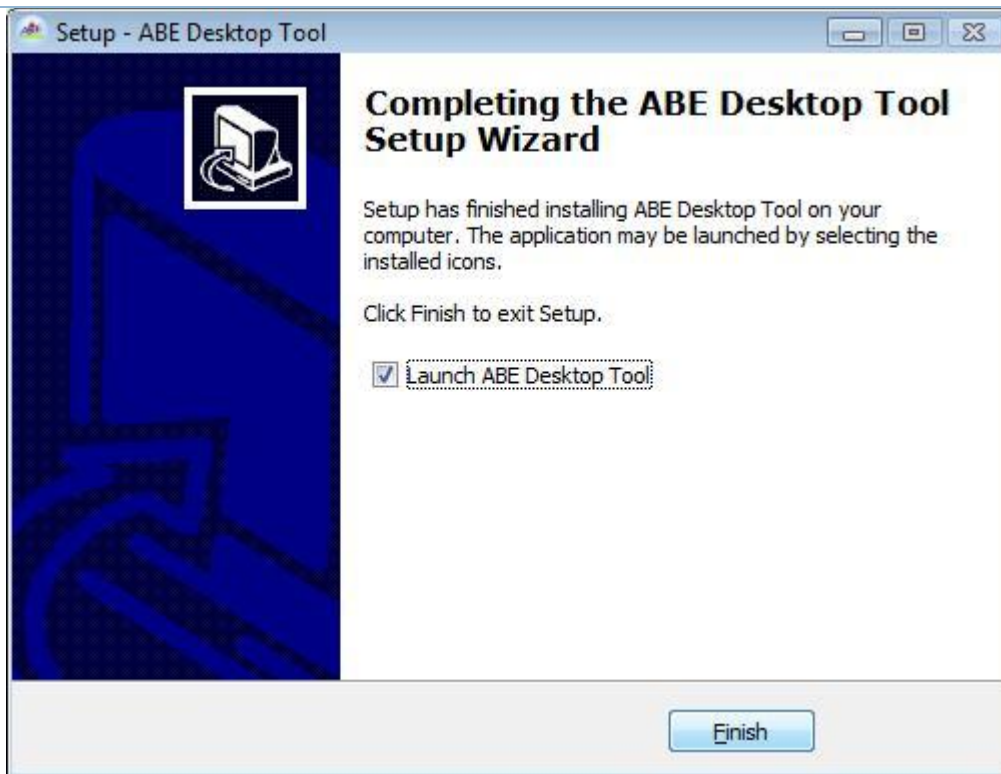 Setup - ABE Desktop Tool
Completing the ABE Desktop Tool
Setup Wizard
Setup has finished installing ABE Desktop Tool on your
computer. The application may be launched by selecting the
installed icons.
Click Finish to exit Setup.
Launch ABE Desktop Tool
Finish